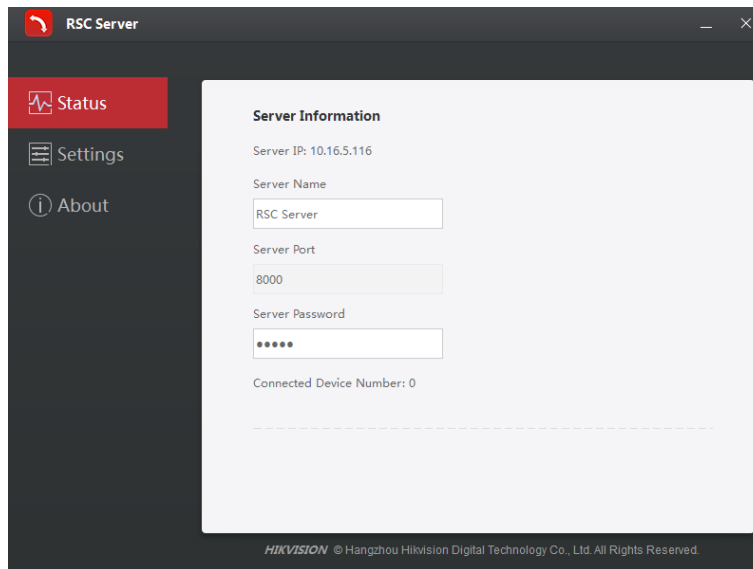 RSC Server
Status
Settings
About
Server Information
Server IP: 10.16.5.116
Server Name
RSC Server
Server Port
8000
Server Password
●●●●●
Connected Device Number: 0
HIKVISION © Hangzhou Hikvision Digital Technology Co., Ltd. All Rights Reserved.